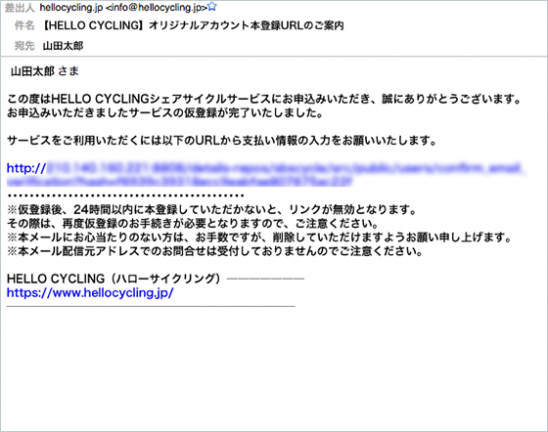 差出人 hellocycling.jp <info@hellocycling.jp>☆
件名 【HELLO CYCLING】オリジナルアカウント本登録URLのご案内
宛先 山田太郎
山田太郎 さま
この度はHELLO CYCLINGシェアサイクルサービスにお申込みいただき、誠にありがとうございます。
お申込みいただきましたサービスの仮登録が完了いたしました。
サービスをご利用いただくには以下のURLから支払い情報の入力をお願いいたします。
http://
※仮登録後、24時間以内に本登録していただかないと、リンクが無効となります。
その際は、再度仮登録のお手続きが必要となりますので、ご注意ください。
※本メールにお心当たりのない方は、お手数ですが、削除していただけますようお願い申し上げます。
※本メール配信元アドレスでのお問合せは受付しておりませんのでご注意ください。
HELLO CYCLING（ハローサイクリング）――――――――
https://www.hellocycling.jp/